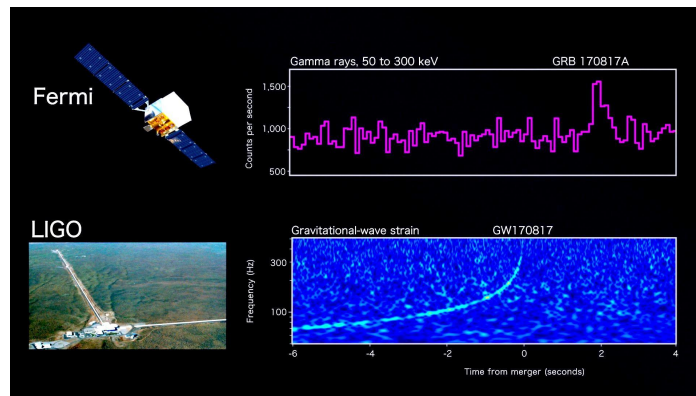 Fermi
Gamma rays, 50 to 300 keV GRB 170817A
Counts per second
1,500
1,000
500
LIGO
Gravitational-wave strain GW170817
Frequency (Hz)
300
100
-6 -4 -2 0 2 4
Time from merger (seconds)